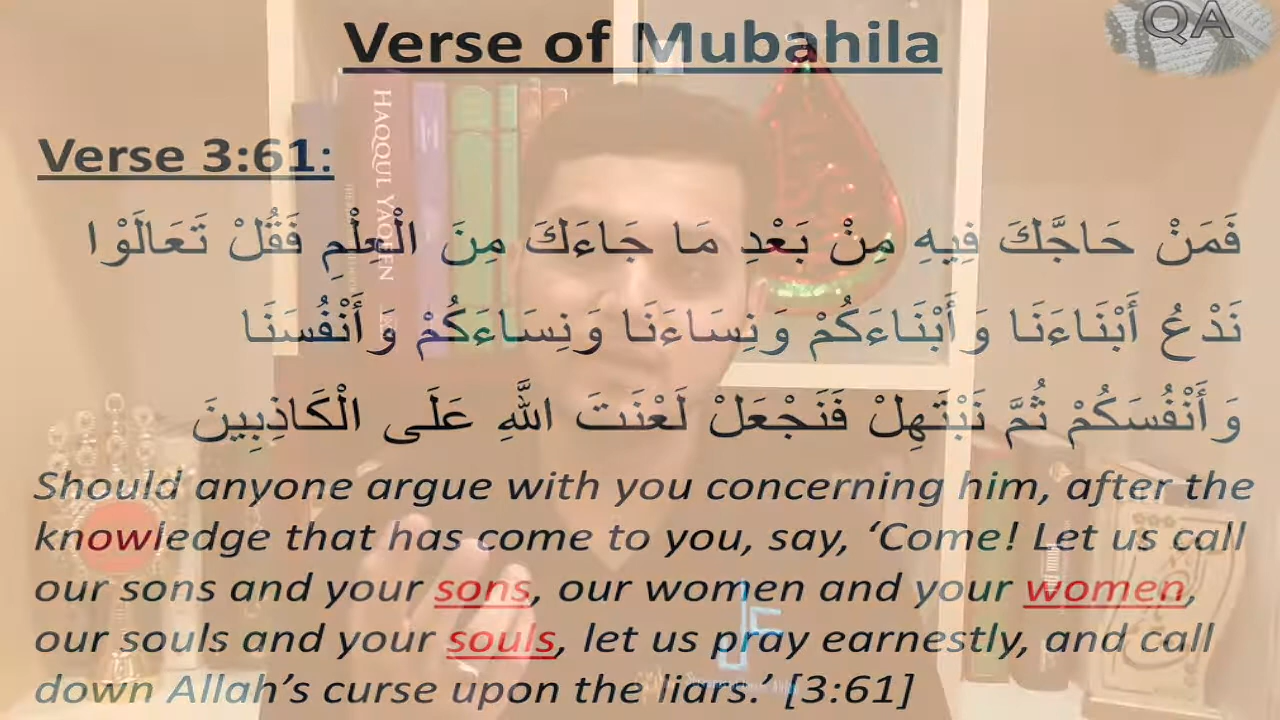 Verse of Mubahila
QA
Verse 3:61:
فَمَنْ حَاجَّكَ فِيهِ مِنْ بَعْدِ مَا جَاءَكَ مِنَ الْعِلْمِ فَقُلْ تَعَالَوْا
نَدْعُ أَبْنَاءَنَا وَأَبْنَاءَكُمْ وَنِسَاءَنَا وَنِسَاءَكُمْ وَأَنْفُسَنَا
وَأَنْفُسَكُمْ ثُمَّ نَبْتَهِلْ فَنَجْعَلْ لَعْنَتَ اللَّهِ عَلَى الْكَاذِبِينَ
Should anyone argue with you concerning him, after the
knowledge that has come to you, say, ‘Come! Let us call
our sons and your sons, our women and your women,
our souls and your souls, let us pray earnestly, and call
down Allah’s curse upon the liars.’ [3:61]
HAQQUL YAQEEN